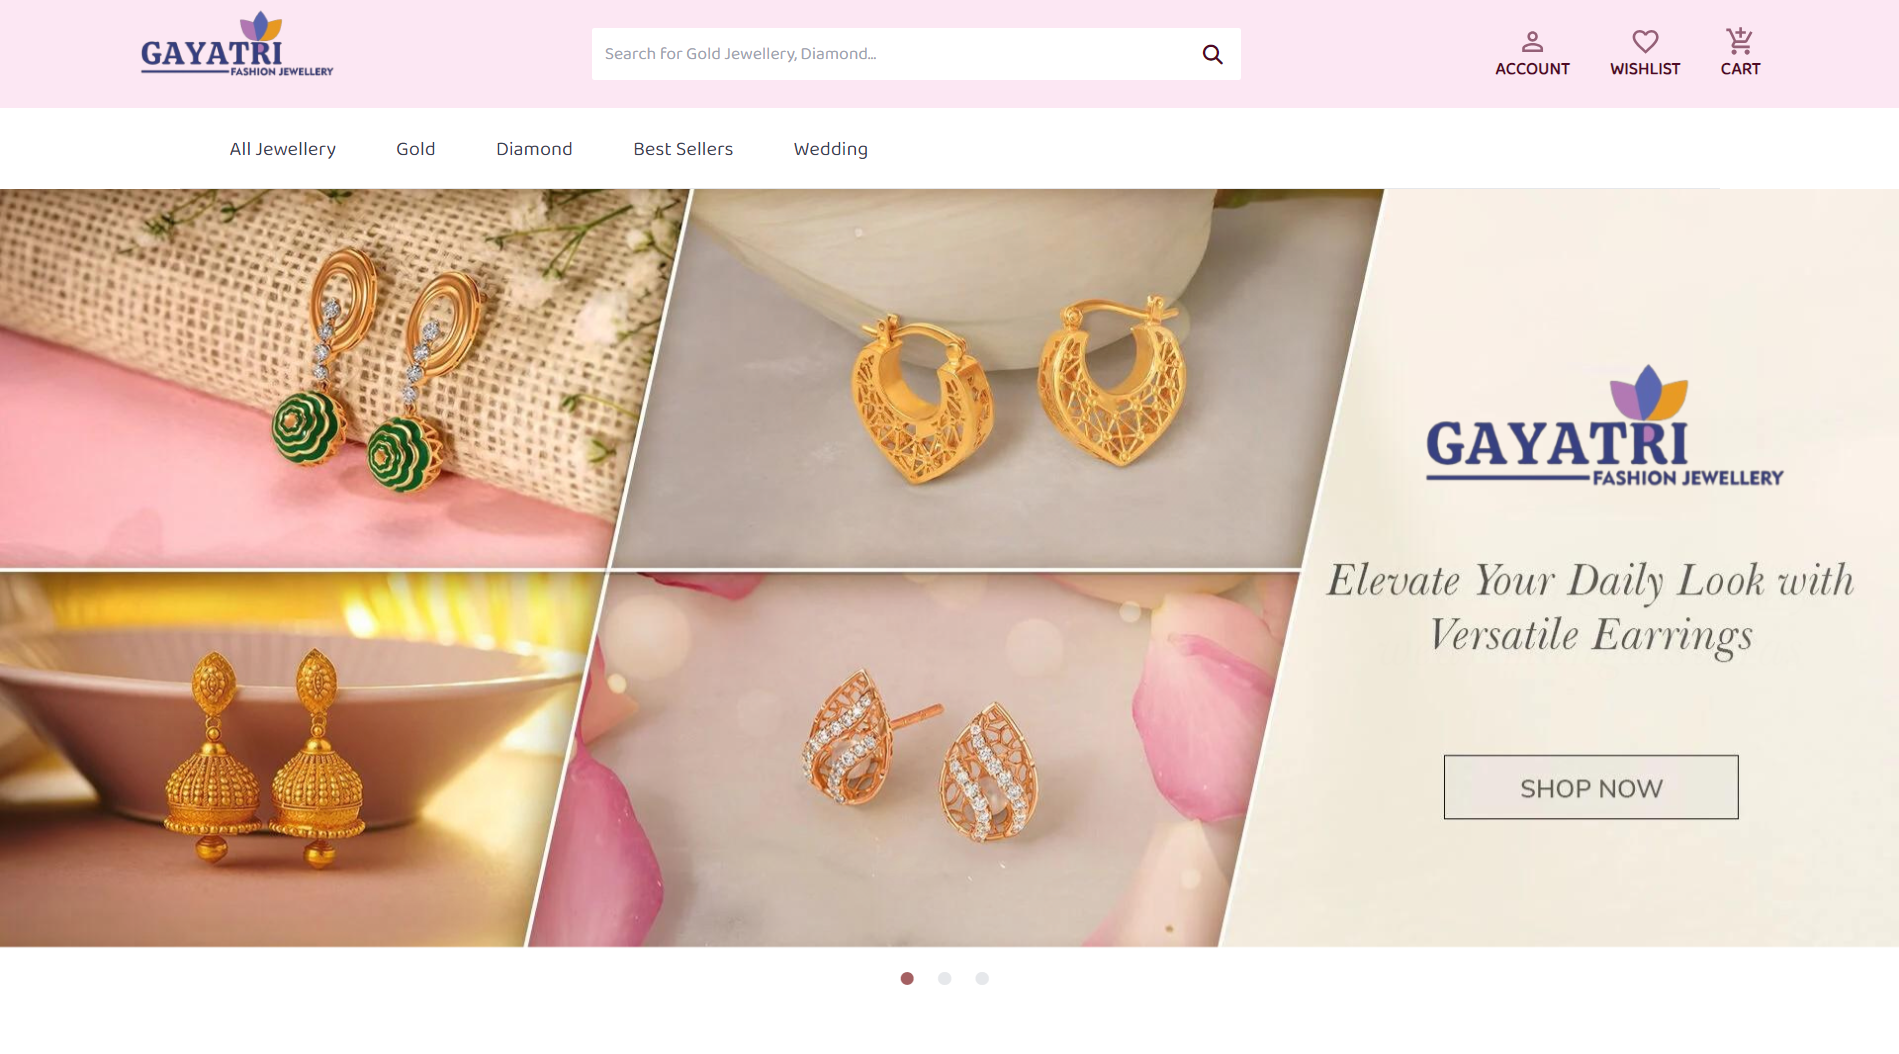 GAYATRI
FASHION JEWELLERY
Search for Gold Jewellery, Diamond...
ACCOUNT
WISHLIST
CART
All Jewellery
Gold
Diamond
Best Sellers
Wedding
GAYATRI
FASHION JEWELLERY
Elevate Your Daily Look with
Versatile Earrings
SHOP NOW